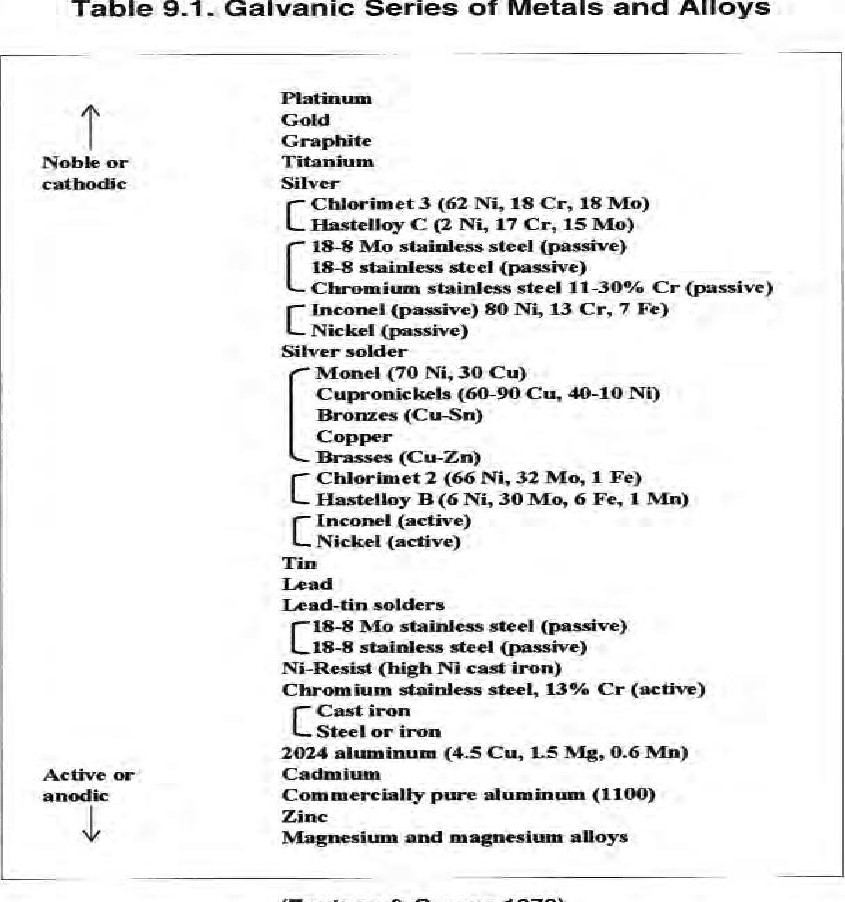 Table 9.1. Galvanic Series of Metals and Alloys
Platinum
Gold
Graphite
Noble or Titanium
cathodic Silver
Chlorimet 3 (62 Ni, 18 Cr, 18 Mo)
Hastelloy C (2 Ni, 17 Cr, 15 Mo)
18-8 Mo stainless steel (passive)
18-8 stainless steel (passive)
Chromium stainless steel 11-30% Cr (passive)
Inconel (passive) 80 Ni, 13 Cr, 7 Fe)
Nickel (passive)
Silver solder
Monel (70 Ni, 30 Cu)
Cupronickels (60-90 Cu, 40-10 Ni)
Bronzes (Cu-Sn)
Copper
Brasses (Cu-Zn)
Chlorimet 2 (66 Ni, 32 Mo, 1 Fe)
Hastelloy B (6 Ni, 30 Mo, 6 Fe, 1 Mn)
Inconel (active)
Nickel (active)
Tin
Lead
Lead-tin solders
18-8 Mo stainless steel (passive)
18-8 stainless steel (passive)
Ni-Resist (high Ni cast iron)
Chromium stainless steel, 13% Cr (active)
Cast iron
Steel or iron
2024 aluminum (4.5 Cu, 1.5 Mg, 0.6 Mn)
Active or Cadmium
anodic Commercially pure aluminum (1100)
Zinc
Magnesium and magnesium alloys